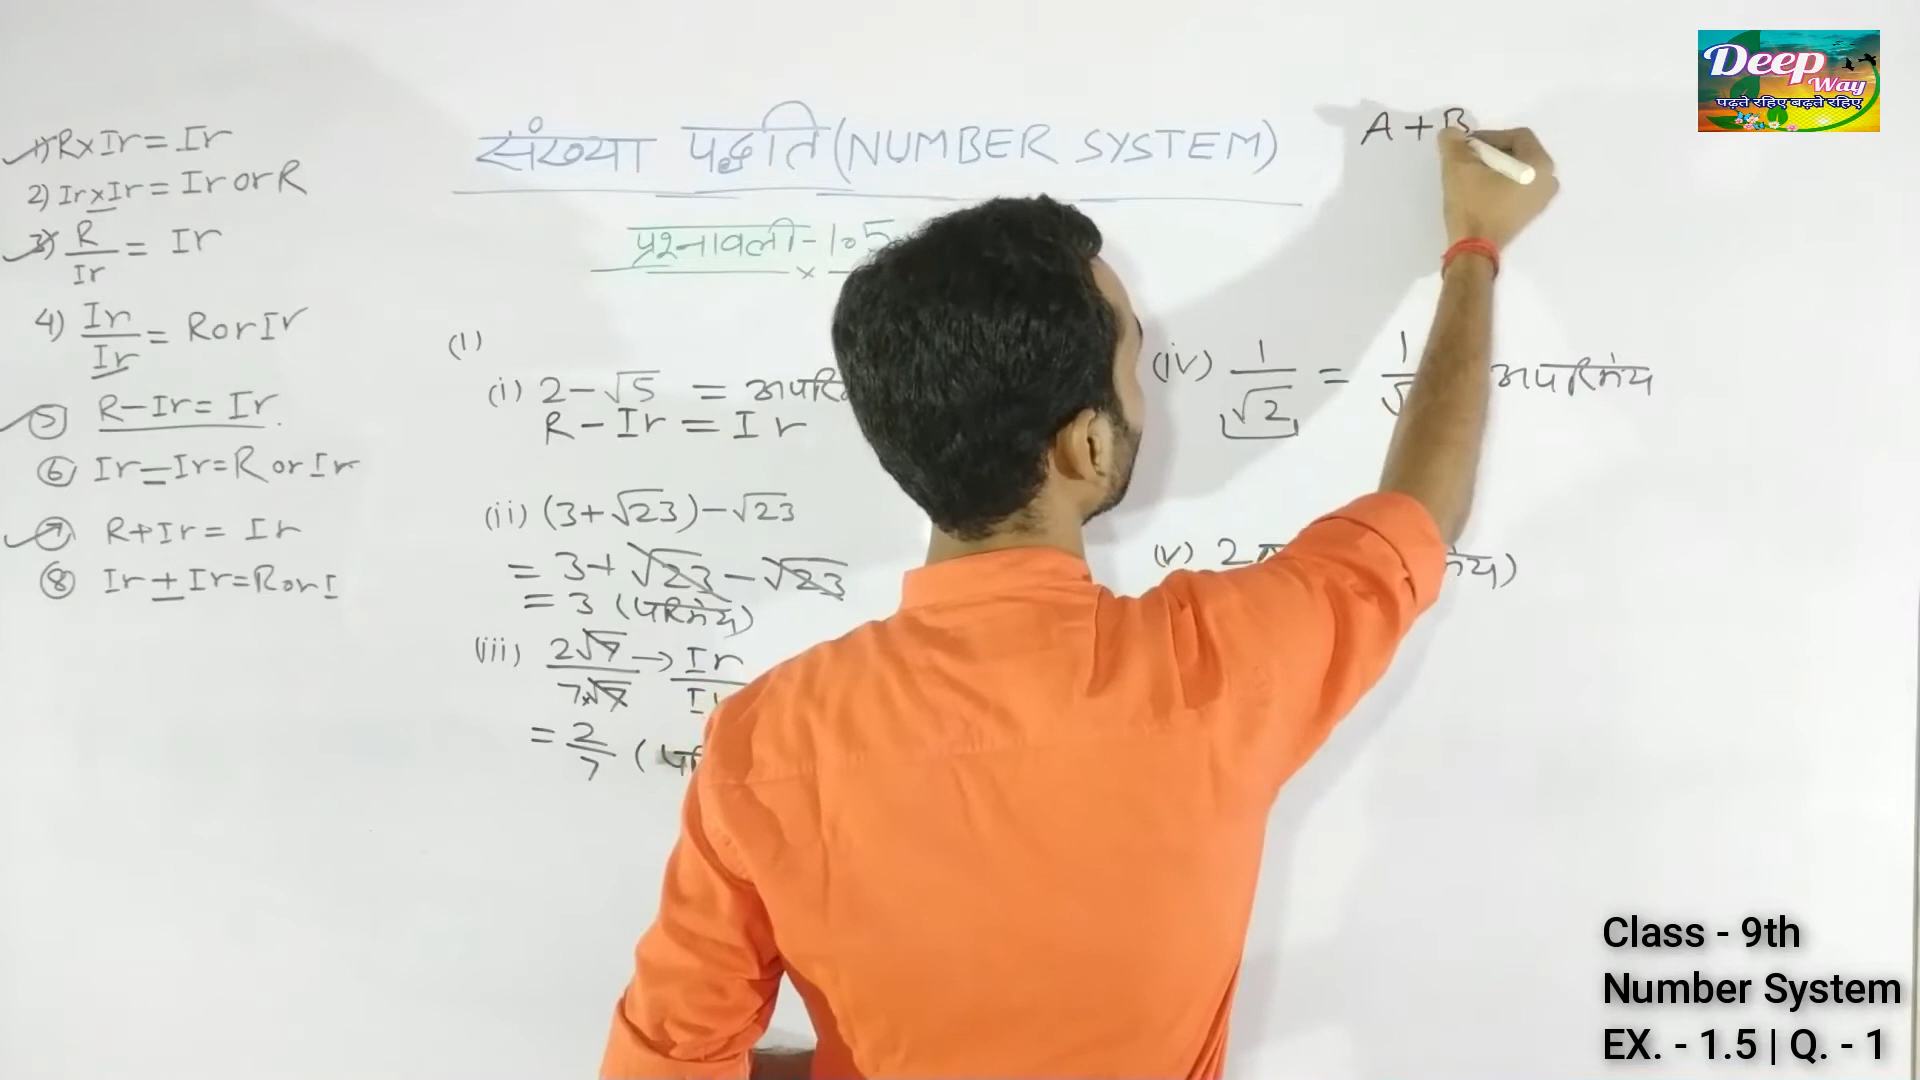 1) R×Ir = Ir
2) Ir×Ir = Ir or R
3) R/Ir = Ir
4) Ir/Ir = R or Ir
5) R-Ir = Ir.
6) Ir-Ir=R or Ir
7) R+Ir = Ir
8) Ir+Ir=R or I
संख्या पद्धति (NUMBER SYSTEM)
प्रश्नावली-1.5
(1)
(i) 2-√5 =
R-Ir = Ir
(ii) (3+√23)-√23
= 3+√23-√23
= 3 (परिमेय)
(iii) 2√7/7√7 → Ir/Ir
= 2/7 (
A+B
(iv) 1/√2 = 1/√ अपरिमेय
(v) 2
Deep
Way
पढ़ते रहिए बढ़ते रहिए
Class - 9th
Number System
EX. - 1.5 | Q. - 1